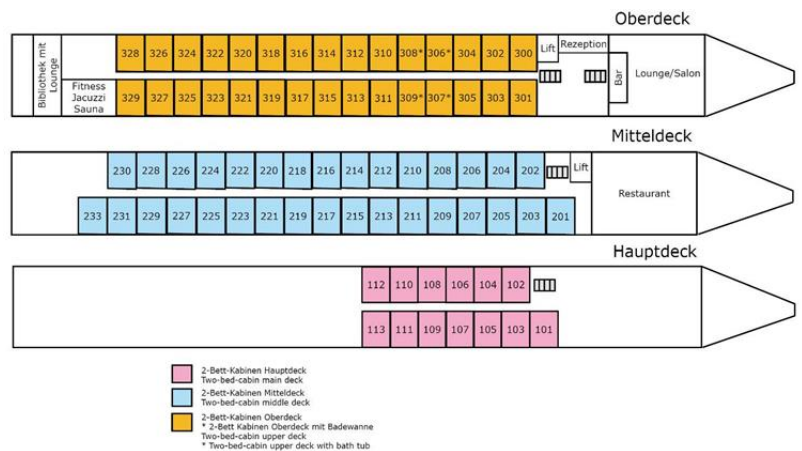 Oberdeck
328 326 324 322 320 318 316 314 312 310 308* 306* 304 302 300
Lift
Rezeption
Bibliothek mit
Lounge
Fitness
Jacuzzi
Sauna
329 327 325 323 321 319 317 315 313 311 309* 307* 305 303 301
Bar
Lounge/Salon
Mitteldeck
230 228 226 224 222 220 218 216 214 212 210 208 206 204 202
Lift
Restaurant
233 231 229 227 225 223 221 219 217 215 213 211 209 207 205 203 201
Hauptdeck
112 110 108 106 104 102
113 111 109 107 105 103 101
2-Bett-Kabinen Hauptdeck
Two-bed-cabin main deck
2-Bett-Kabinen Mitteldeck
Two-bed-cabin middle deck
2-Bett-Kabinen Oberdeck
* 2-Bett Kabinen Oberdeck mit Badewanne
Two-bed-cabin upper deck
* Two-bed-cabin upper deck with bath tub